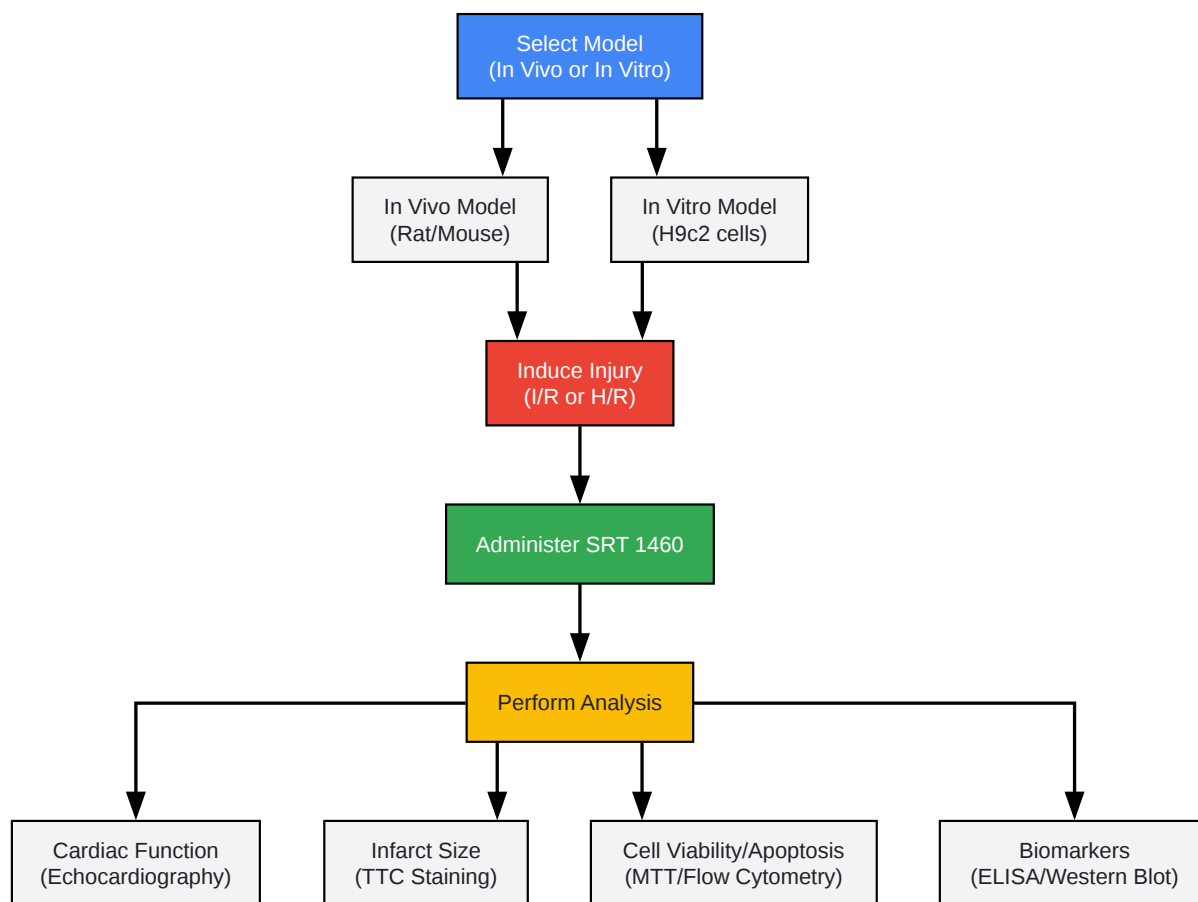 Select Model
(In Vivo or In Vitro)
In Vivo Model
(Rat/Mouse)
In Vitro Model
(H9c2 cells)
Induce Injury
(I/R or H/R)
Administer SRT 1460
Perform Analysis
Cardiac Function
(Echocardiography)
Infarct Size
(TTC Staining)
Cell Viability/Apoptosis
(MTT/Flow Cytometry)
Biomarkers
(ELISA/Western Blot)